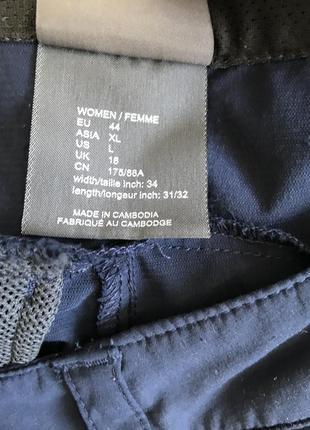 WOMEN / FEMME
EU 44
ASIA XL
US L
UK 18
CN 175/86A
width/taille inch: 34
length/longeur inch: 31/32
MADE IN CAMBODIA
FABRIQUÉ AU CAMBODGE